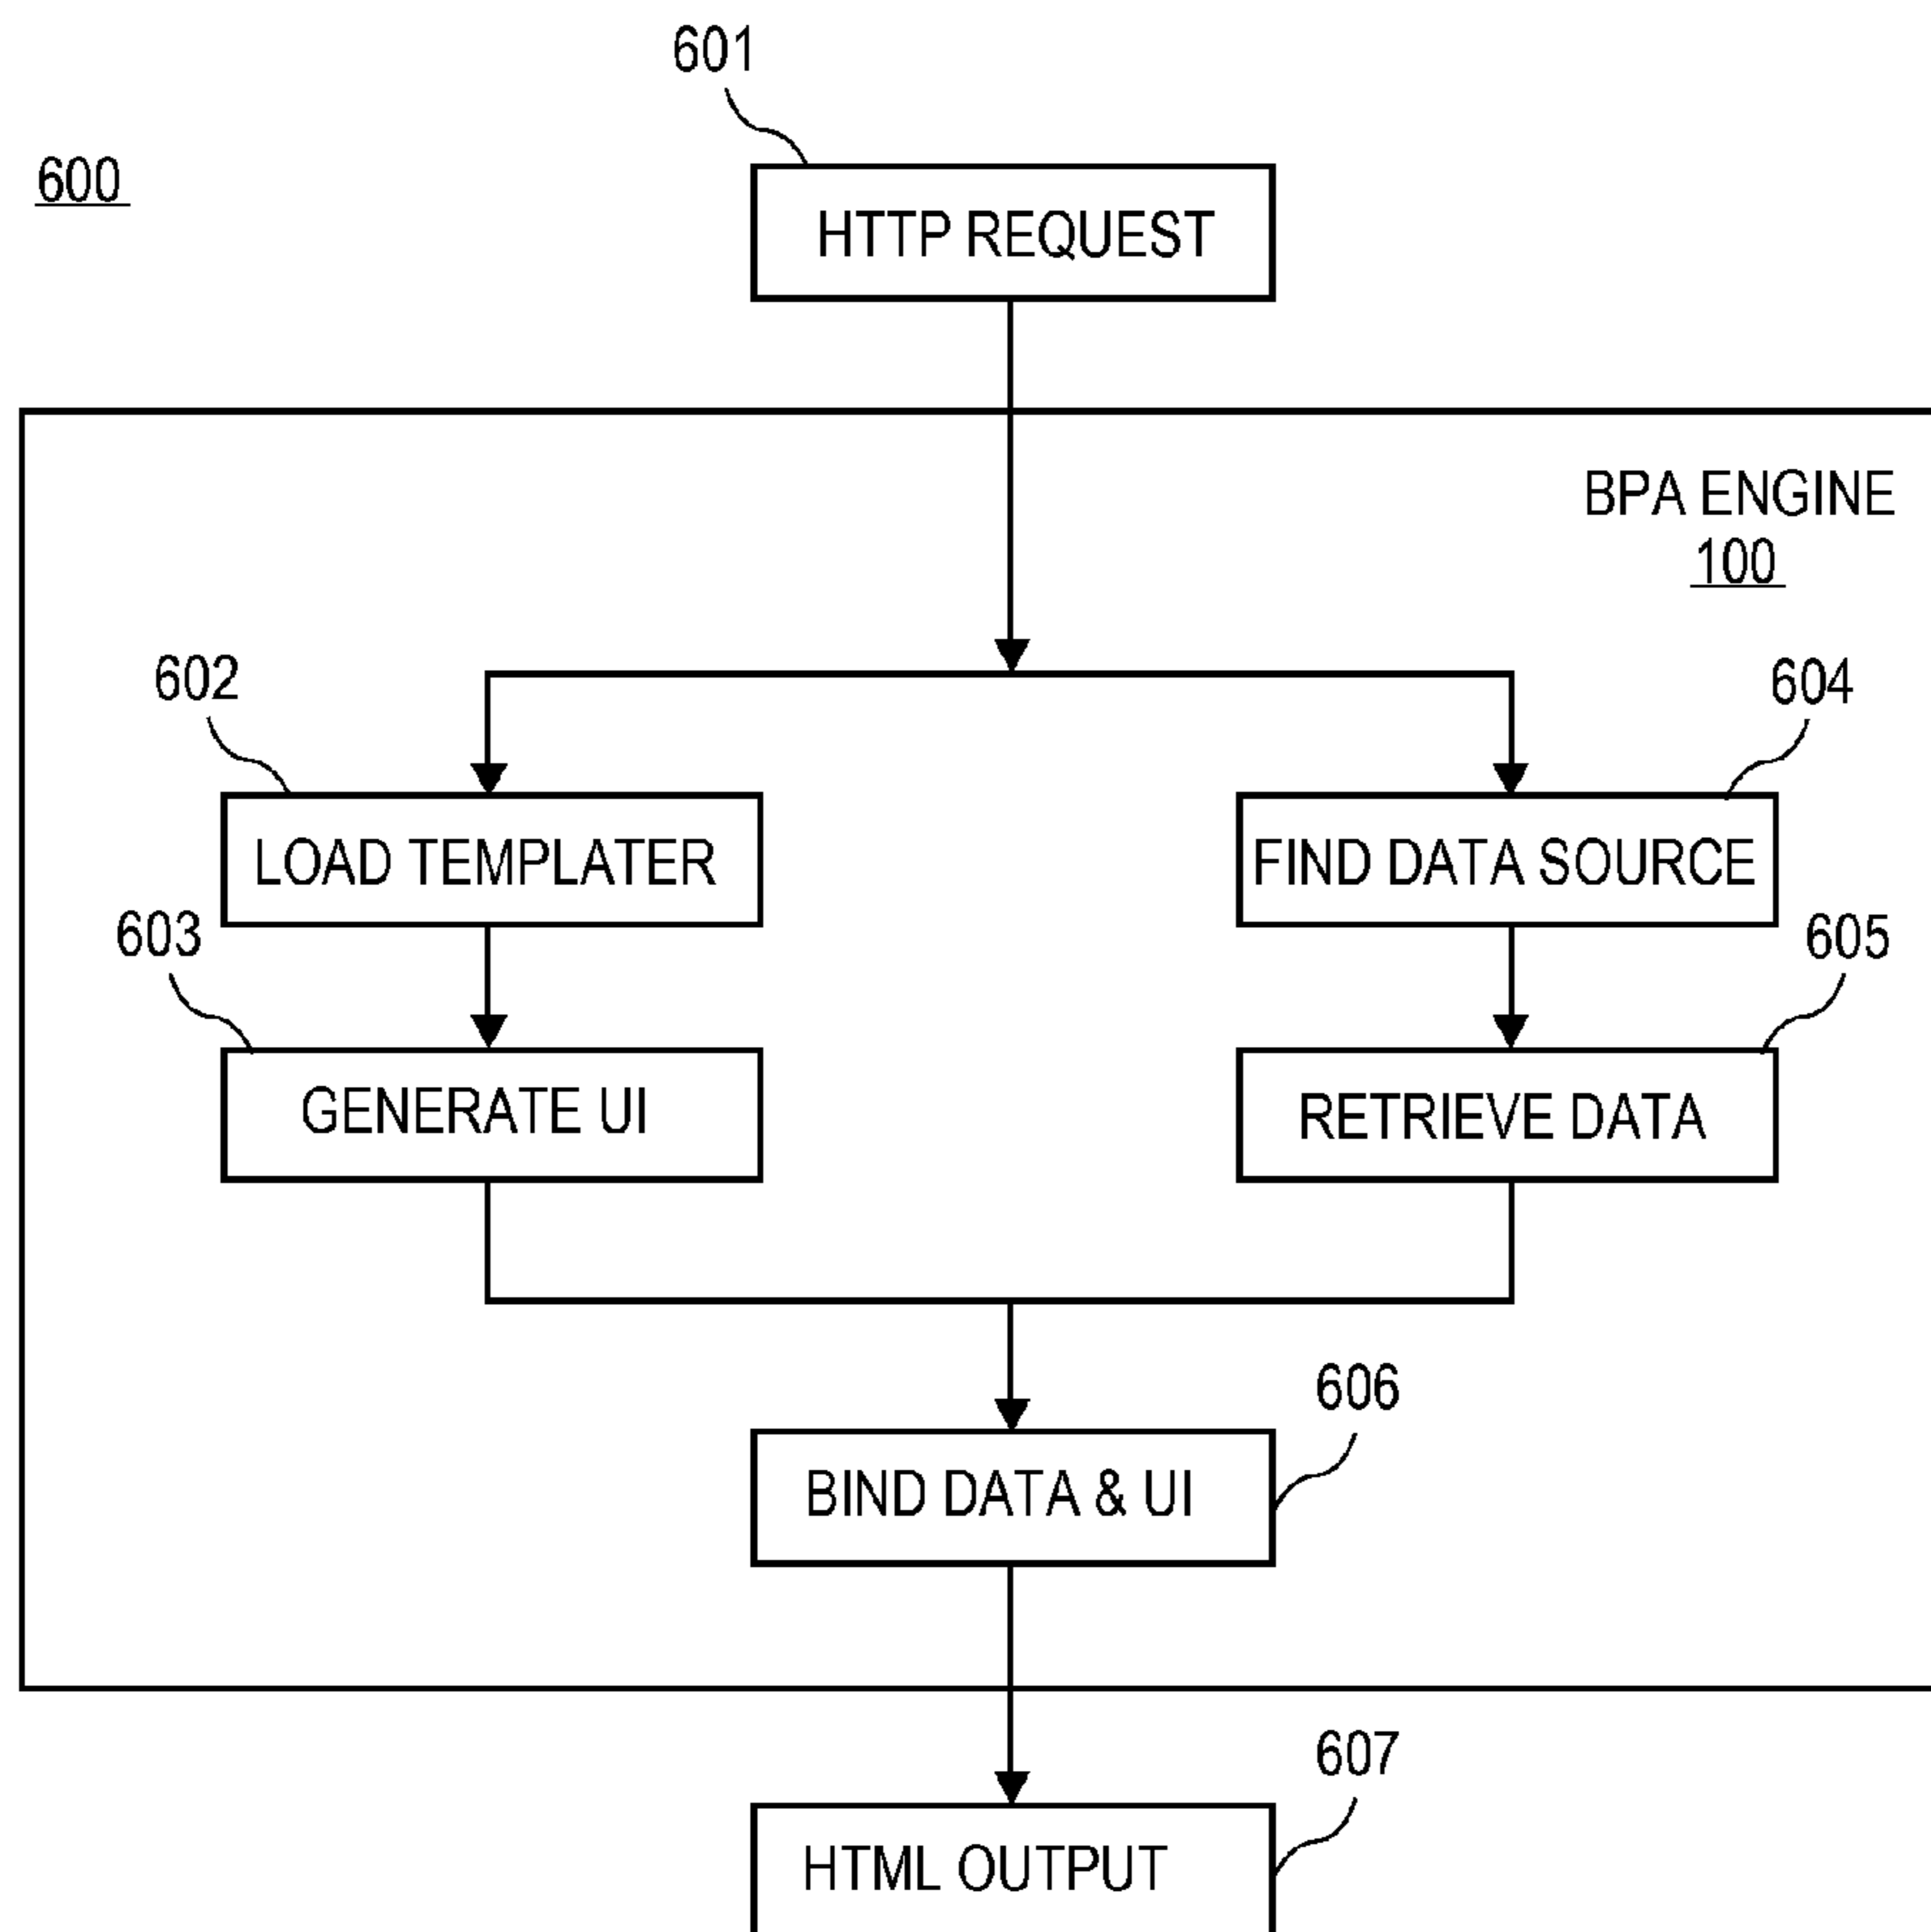 601
600
HTTP REQUEST
BPA ENGINE
100
602
604
LOAD TEMPLATER
FIND DATA SOURCE
603
605
GENERATE UI
RETRIEVE DATA
606
BIND DATA & UI
607
HTML OUTPUT